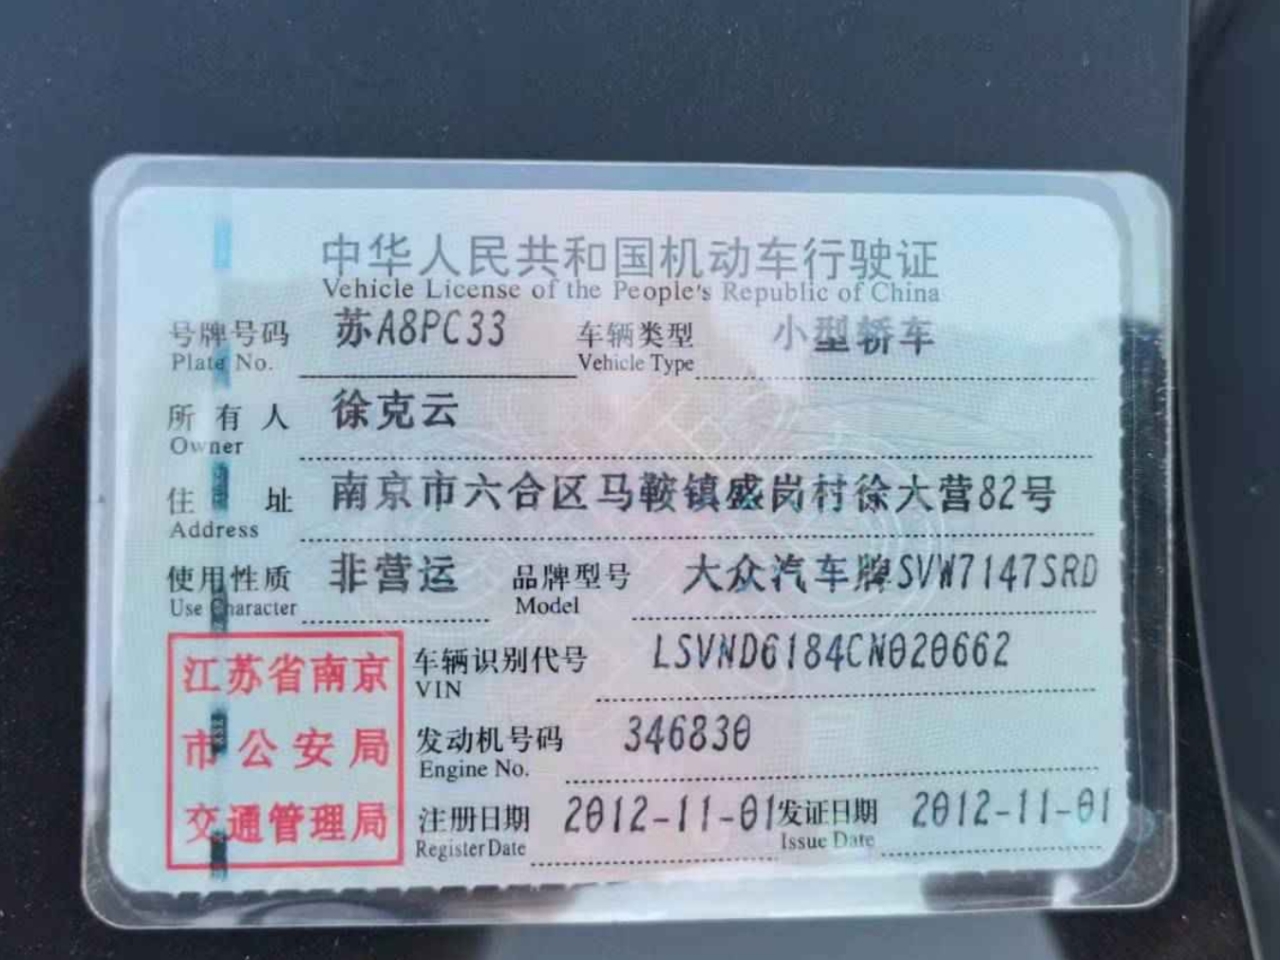 中华人民共和国机动车行驶证
Vehicle License of the People's Republic of China
号牌号码 苏A8PC33 车辆类型 小型轿车
Plate No. Vehicle Type
所有人 徐克云
Owner
住址 南京市六合区马鞍镇盛岗村徐大营82号
Address
使用性质 非营运 品牌型号 大众汽车牌SVW7147SRD
Use Character Model
江苏省南京
市公安局
交通管理局
车辆识别代号 LSVND6184CN020662
VIN
发动机号码 346830
Engine No.
注册日期 2012-11-01 发证日期 2012-11-01
Register Date Issue Date